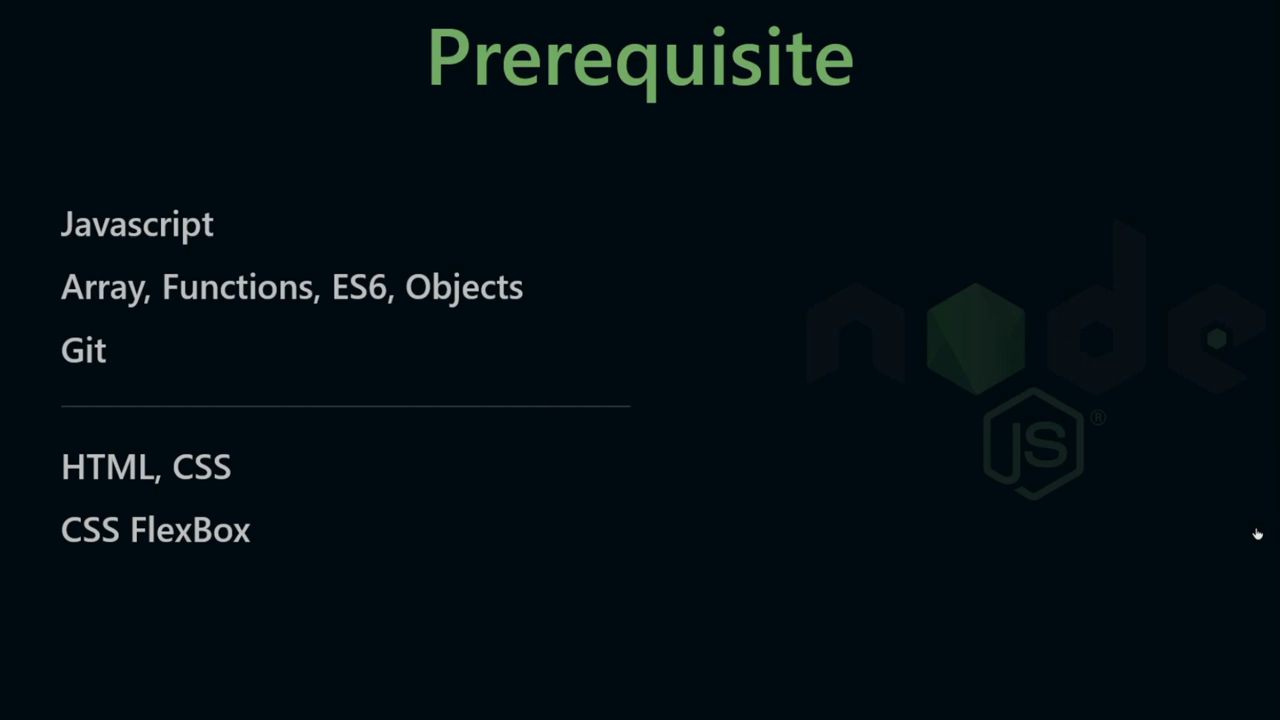 Prerequisite
Javascript
Array, Functions, ES6, Objects
Git
HTML, CSS
CSS FlexBox
node
JS ®